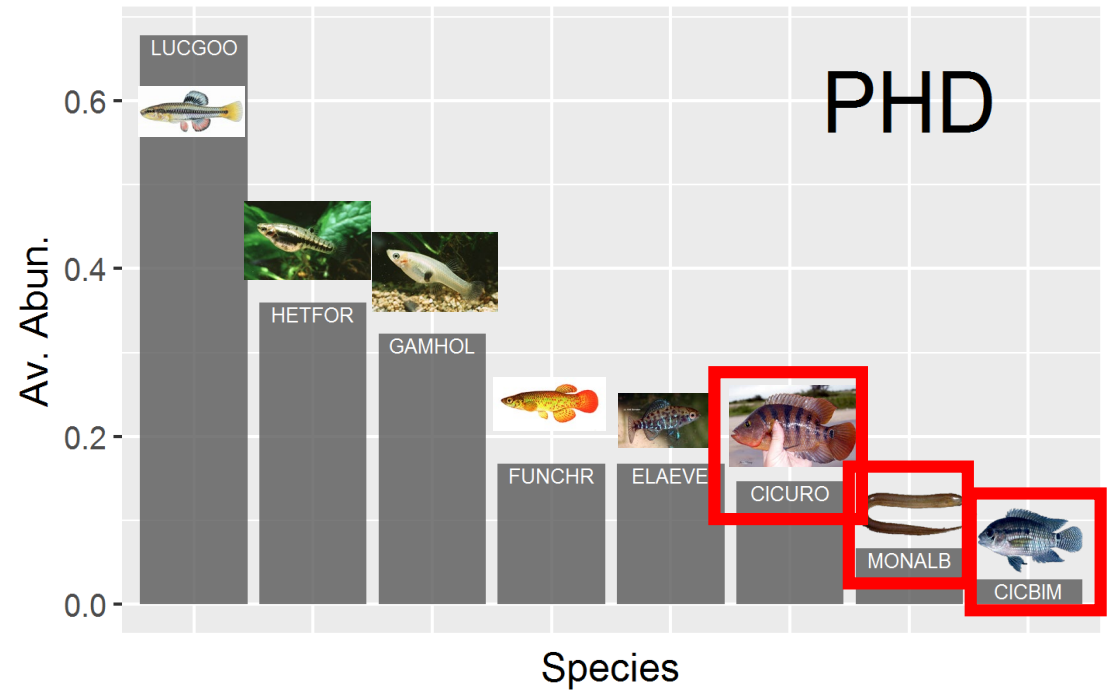 PHD
Av. Abun.
0.6
0.4
0.2
0.0
LUCGOO
HETFOR
GAMHOL
FUNCHR
ELAEVE
CICURO
MONALB
CICBIM
Species